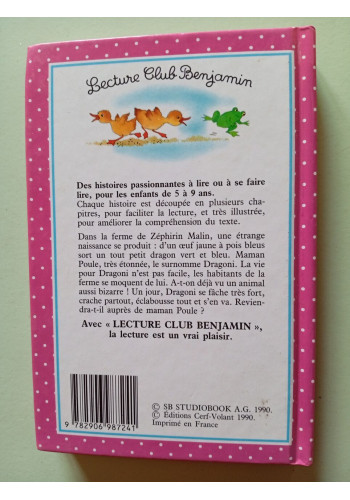 Lecture Club Benjamin
Des histoires passionnantes à lire ou à se faire
lire, pour les enfants de 5 à 9 ans.
Chaque histoire est découpée en plusieurs cha-
pitres, pour faciliter la lecture, et très illustrée,
pour améliorer la compréhension du texte.
Dans la ferme de Zéphirin Malin, une étrange
naissance se produit : d'un œuf jaune à pois bleus
sort un tout petit dragon vert et bleu. Maman
Poule, très étonnée, le surnomme Dragoni. La vie
pour Dragoni n'est pas facile, les habitants de la
ferme se moquent de lui. A-t-on déjà vu un animal
aussi bizarre ! Un jour, Dragoni se fâche très fort,
crache partout, éclabousse tout et s'en va. Revien-
dra-t-il auprès de maman Poule ?
Avec « LECTURE CLUB BENJAMIN »,
la lecture est un vrai plaisir.
© SB STUDIOBOOK A.G. 1990.
© Éditions Cerf-Volant 1990.
Imprimé en France
9 782906 987241